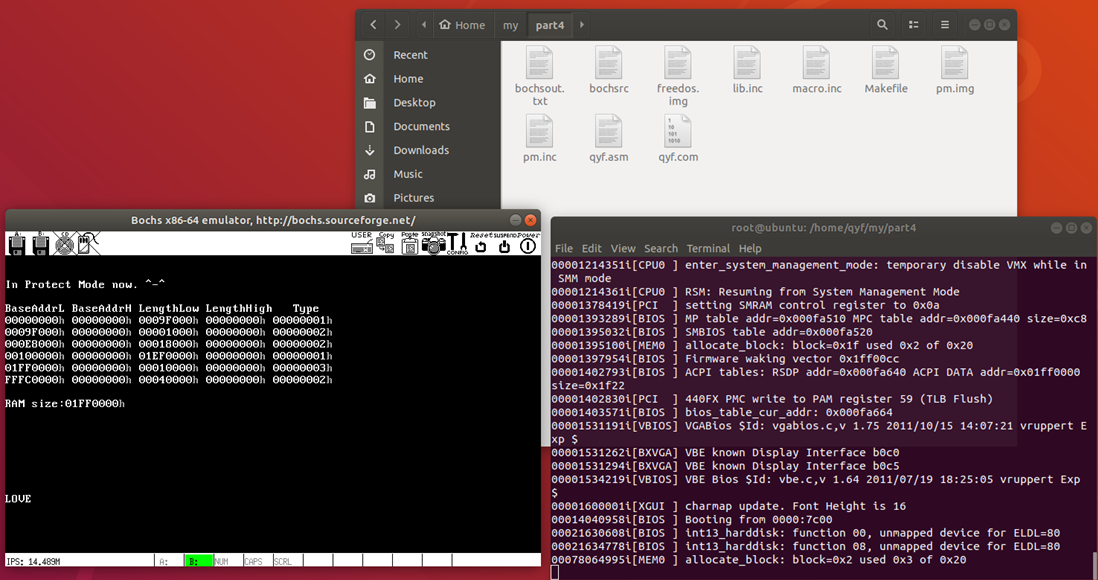 Home my part4
Recent
Home
Desktop
Documents
Downloads
Music
Pictures
bochsout.txt bochsrc freedos.img lib.inc macro.inc Makefile pm.img
pm.inc qyf.asm qyf.com
Bochs x86-64 emulator, http://bochs.sourceforge.net/
A: B: CD USER Copy Paste snapshot CONFIG Reset SUSPEND Power
In Protect Mode now. ^-^
BaseAddrL BaseAddrH LengthLow LengthHigh Type
00000000h 00000000h 0009F000h 00000000h 00000001h
0009F000h 00000000h 00001000h 00000000h 00000002h
000E8000h 00000000h 00018000h 00000000h 00000002h
00100000h 00000000h 01EF0000h 00000000h 00000001h
01FF0000h 00000000h 00010000h 00000000h 00000003h
FFFC0000h 00000000h 00040000h 00000000h 00000002h
RAM size:01FF0000h
LOVE
IPS: 14.489M A: B: NUM CAPS SCRL
root@ubuntu: /home/qyf/my/part4
File Edit View Search Terminal Help
00001214351i[CPU0 ] enter_system_management_mode: temporary disable VMX while in
SMM mode
00001214361i[CPU0 ] RSM: Resuming from System Management Mode
00001378419i[PCI ] setting SMRAM control register to 0x0a
00001393289i[BIOS ] MP table addr=0x000fa510 MPC table addr=0x000fa440 size=0xc8
00001395032i[BIOS ] SMBIOS table addr=0x000fa520
00001395100i[MEM0 ] allocate_block: block=0x1f used 0x2 of 0x20
00001397954i[BIOS ] Firmware waking vector 0x1ff00cc
00001402793i[BIOS ] ACPI tables: RSDP addr=0x000fa640 ACPI DATA addr=0x01ff0000
size=0x1f22
00001402830i[PCI ] 440FX PMC write to PAM register 59 (TLB Flush)
00001403571i[BIOS ] bios_table_cur_addr: 0x000fa664
00001531191i[VBIOS] VGABios $Id: vgabios.c,v 1.75 2011/10/15 14:07:21 vruppert E
xp $
00001531262i[BXVGA] VBE known Display Interface b0c0
00001531294i[BXVGA] VBE known Display Interface b0c5
00001534219i[VBIOS] VBE Bios $Id: vbe.c,v 1.64 2011/07/19 18:25:05 vruppert Exp
$
00001600001i[XGUI ] charmap update. Font Height is 16
00014040958i[BIOS ] Booting from 0000:7c00
00021630608i[BIOS ] int13_harddisk: function 00, unmapped device for ELDL=80
00021634778i[BIOS ] int13_harddisk: function 08, unmapped device for ELDL=80
00078064995i[MEM0 ] allocate_block: block=0x2 used 0x3 of 0x20